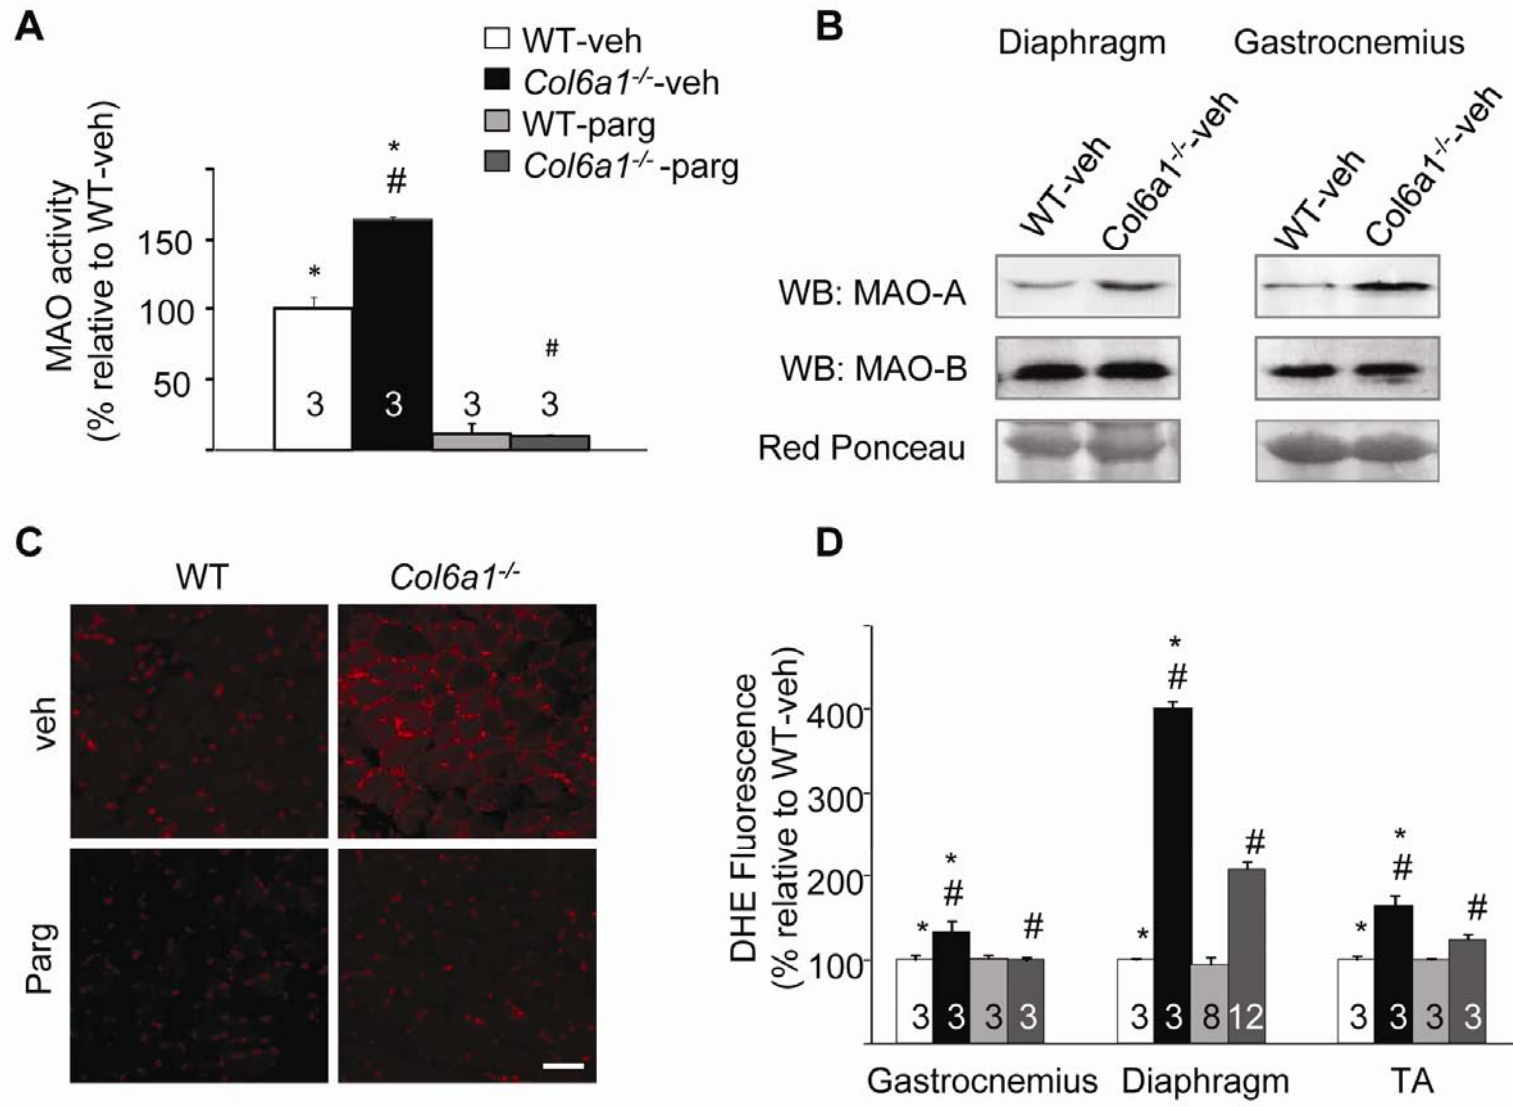 A
WT-veh
Col6a1-/--veh
WT-parg
Col6a1-/- -parg
MAO activity
(% relative to WT-veh)
150
100
50
*
*
#
#
3
3
3
3
B
Diaphragm
Gastrocnemius
WT-veh
Col6a1-/--veh
WT-veh
Col6a1-/--veh
WB: MAO-A
WB: MAO-B
Red Ponceau
C
WT
Col6a1-/-
veh
Parg
D
DHE Fluorescence
(% relative to WT-veh)
400
300
200
100
*
*
#
#
*
*
#
#
*
*
#
#
3 3 3 3
3 3 8 12
3 3 3 3
Gastrocnemius
Diaphragm
TA